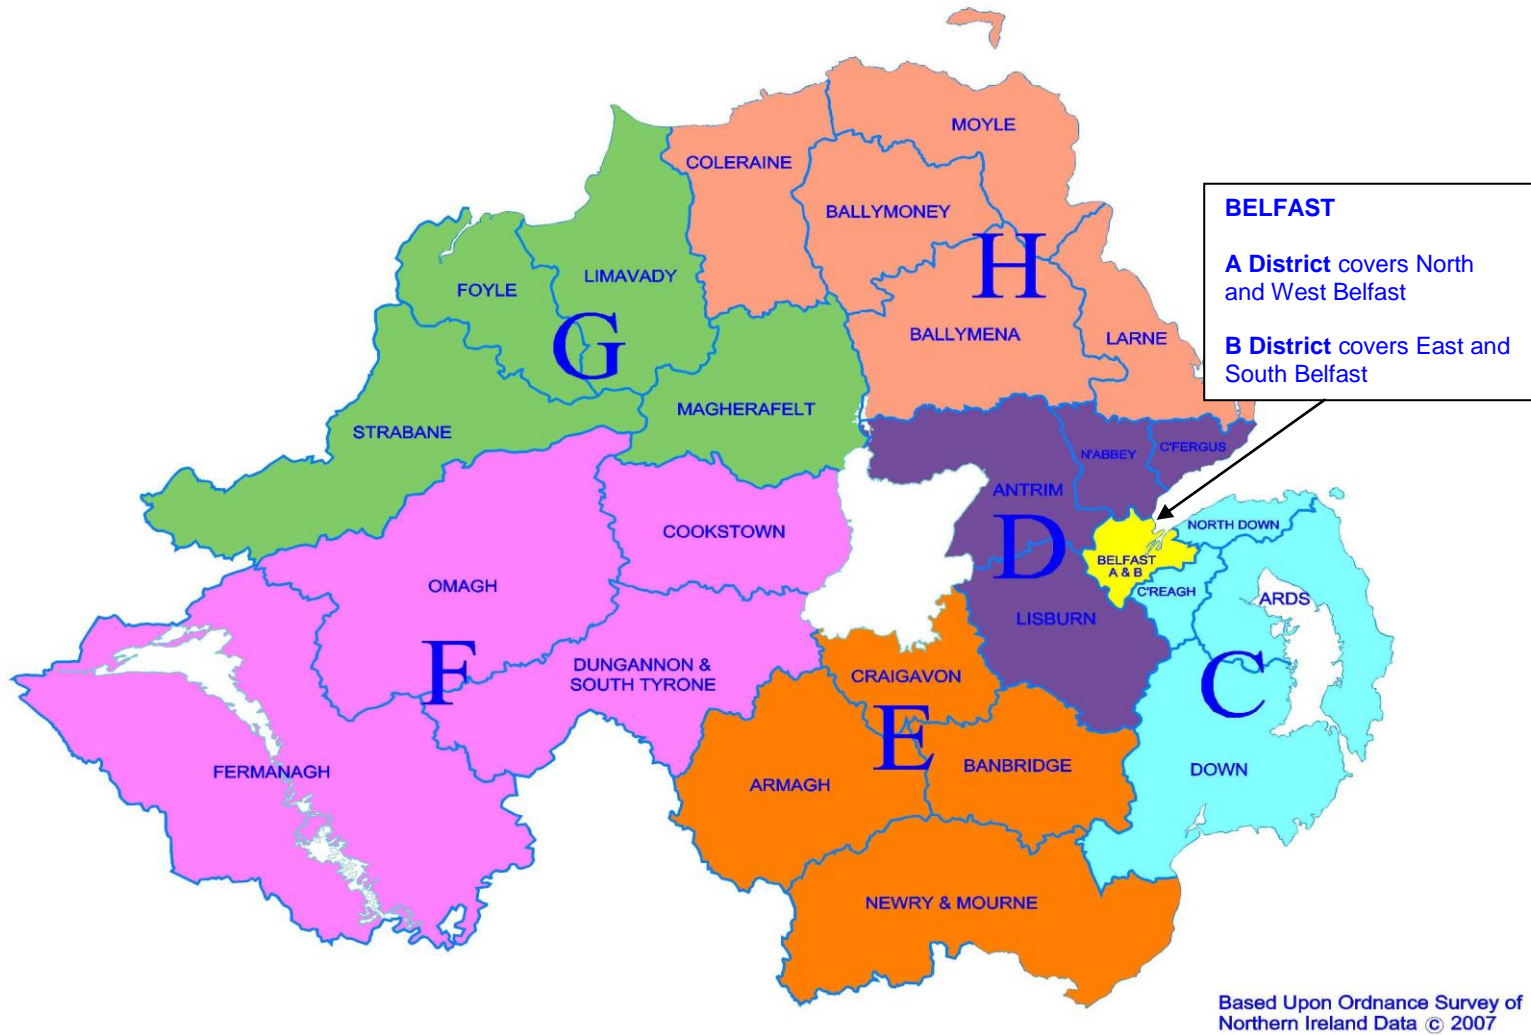 MOYLE
COLERAINE
BALLYMONEY
H
LIMAVADY
FOYLE
G
BALLYMENA
LARNE
MAGHERAFELT
STRABANE
BELFAST
A District covers North
and West Belfast
B District covers East and
South Belfast
N'ABBEY
C'FERGUS
ANTRIM
D
NORTH DOWN
BELFAST
A & B
C'REAGH
ARDS
LISBURN
COOKSTOWN
OMAGH
F
DUNGANNON &
SOUTH TYRONE
FERMANAGH
CRAIGAVON
E
ARMAGH
BANBRIDGE
C
DOWN
NEWRY & MOURNE
Based Upon Ordnance Survey of
Northern Ireland Data © 2007